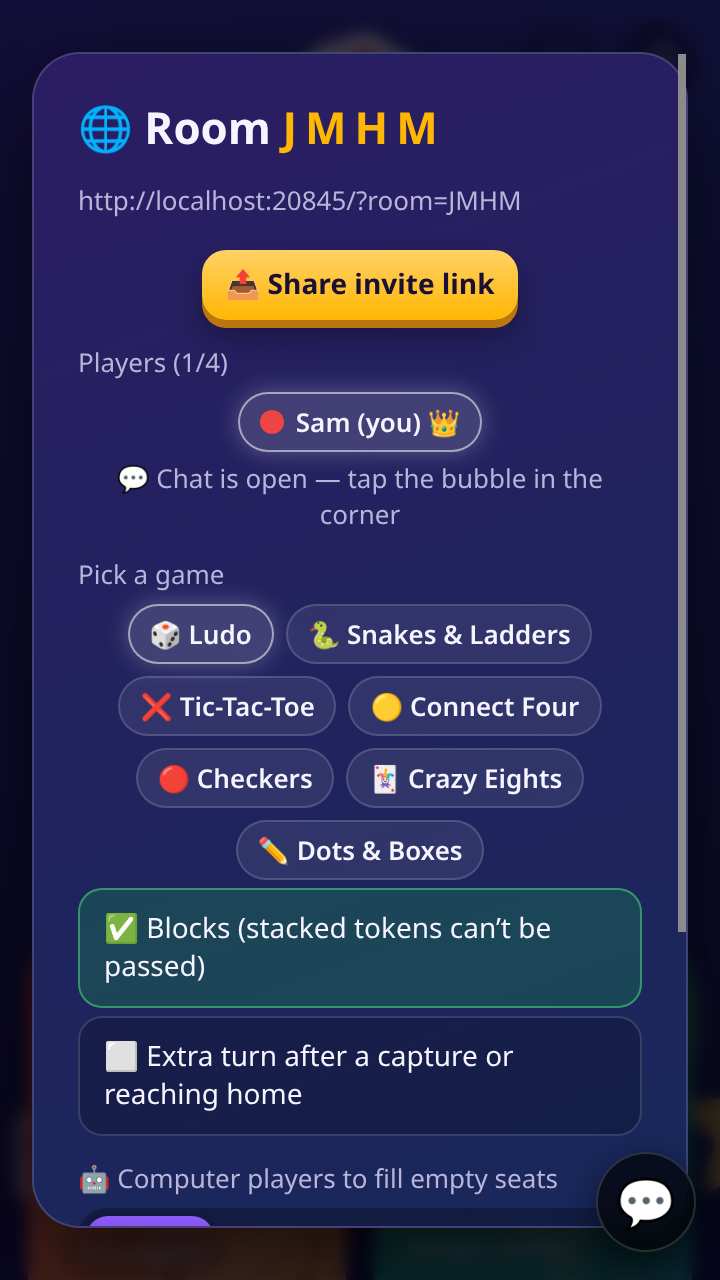 Room JMHM
http://localhost:20845/?room=JMHM
Share invite link
Players (1/4)
Sam (you)
Chat is open — tap the bubble in the
corner
Pick a game
Ludo
Snakes & Ladders
Tic-Tac-Toe
Connect Four
Checkers
Crazy Eights
Dots & Boxes
Blocks (stacked tokens can’t be
passed)
Extra turn after a capture or
reaching home
Computer players to fill empty seats